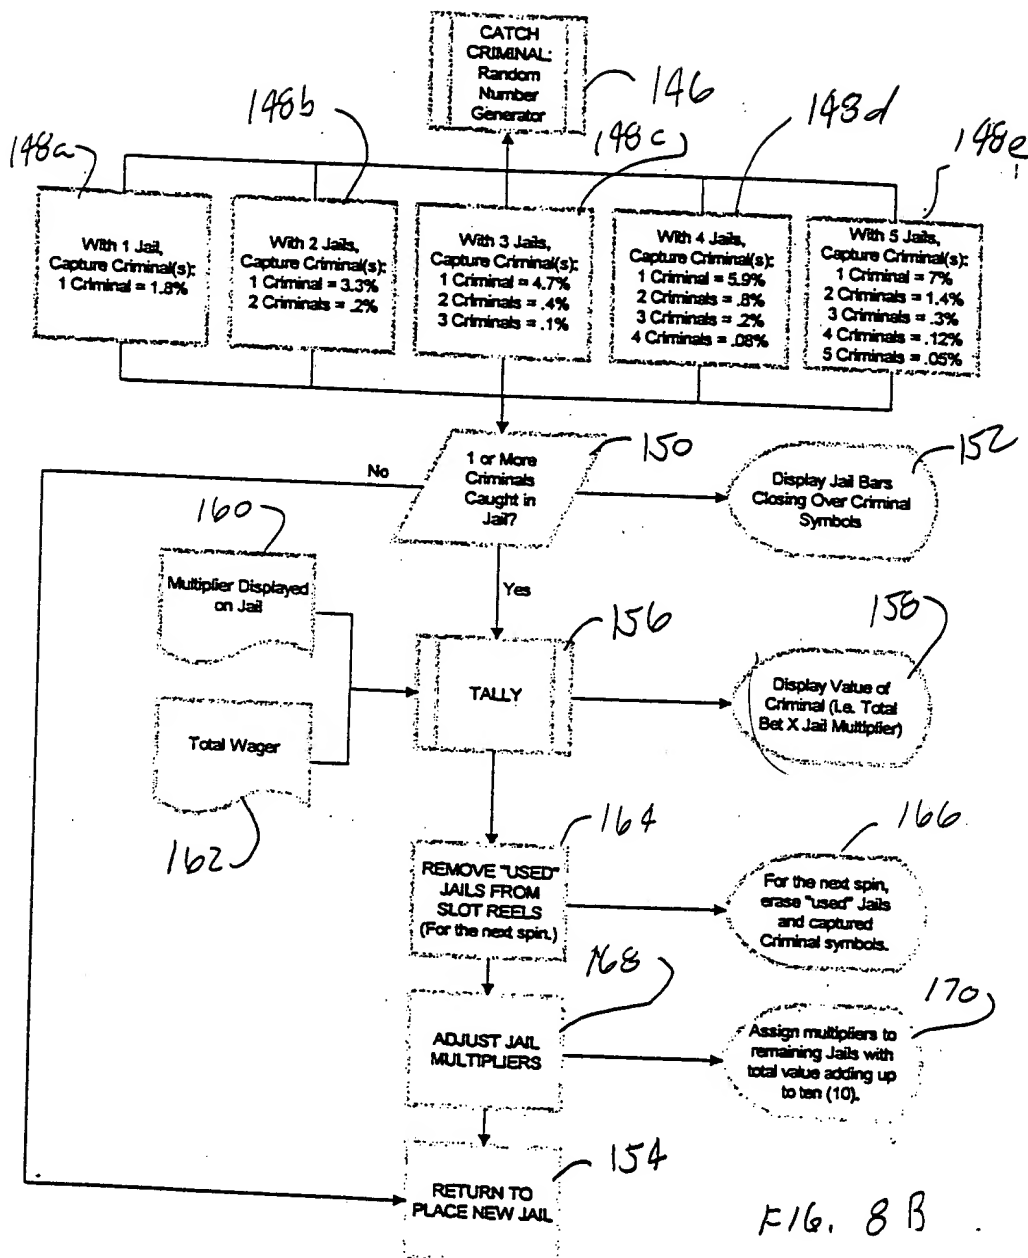 CATCH
CRIMINAL:
Random
Number
Generator
146
148a
148b
148c
148d
148e
With 1 Jail,
Capture Criminal(s):
1 Criminal = 1.8%
With 2 Jails,
Capture Criminal(s):
1 Criminal = 3.3%
2 Criminals = .2%
With 3 Jails,
Capture Criminal(s):
1 Criminal = 4.7%
2 Criminals = .4%
3 Criminals = .1%
With 4 Jails,
Capture Criminal(s):
1 Criminal = 5.9%
2 Criminals = .8%
3 Criminals = .2%
4 Criminals = .08%
With 5 Jails,
Capture Criminal(s):
1 Criminal = 7%
2 Criminals = 1.4%
3 Criminals = .3%
4 Criminals = .12%
5 Criminals = .05%
No
1 or More
Criminals
Caught in
Jail?
150
Display Jail Bars
Closing Over Criminal
Symbols
152
Yes
160
Multiplier Displayed
on Jail
Total Wager
162
TALLY
156
Display Value of
Criminal (i.e. Total
Bet X Jail Multiplier)
158
REMOVE "USED"
JAILS FROM
SLOT REELS
(For the next spin.)
164
For the next spin,
erase "used" Jails
and captured
Criminal symbols.
166
ADJUST JAIL
MULTIPLIERS
168
Assign multipliers to
remaining Jails with
total value adding up
to ten (10).
170
RETURN TO
PLACE NEW JAIL
154
FIG. 8B